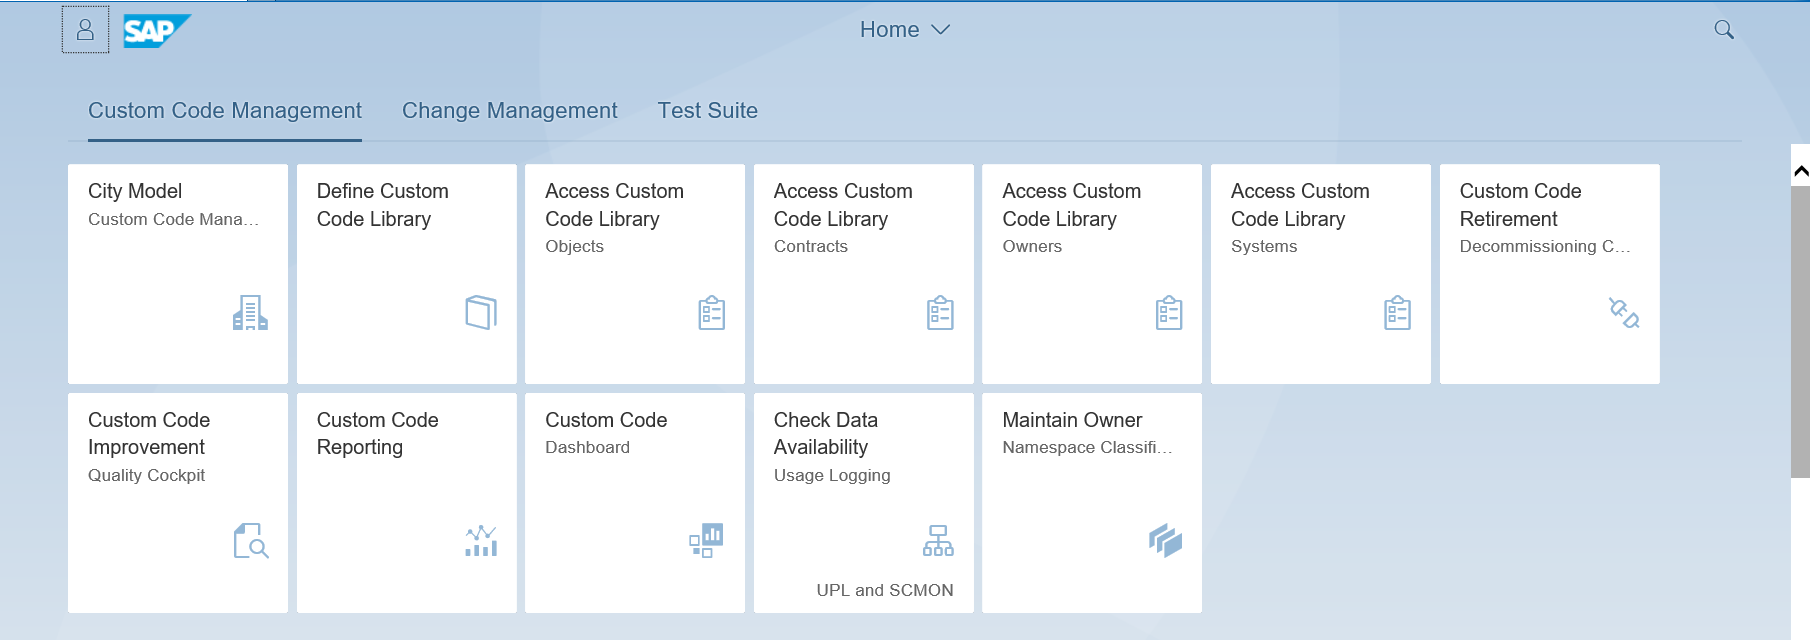 SAP
Home
Custom Code Management
Change Management
Test Suite
City Model
Custom Code Mana...
Define Custom
Code Library
Access Custom
Code Library
Objects
Access Custom
Code Library
Contracts
Access Custom
Code Library
Owners
Access Custom
Code Library
Systems
Custom Code
Retirement
Decommissioning C...
Custom Code
Improvement
Quality Cockpit
Custom Code
Reporting
Custom Code
Dashboard
Check Data
Availability
Usage Logging
UPL and SCMON
Maintain Owner
Namespace Classifi...